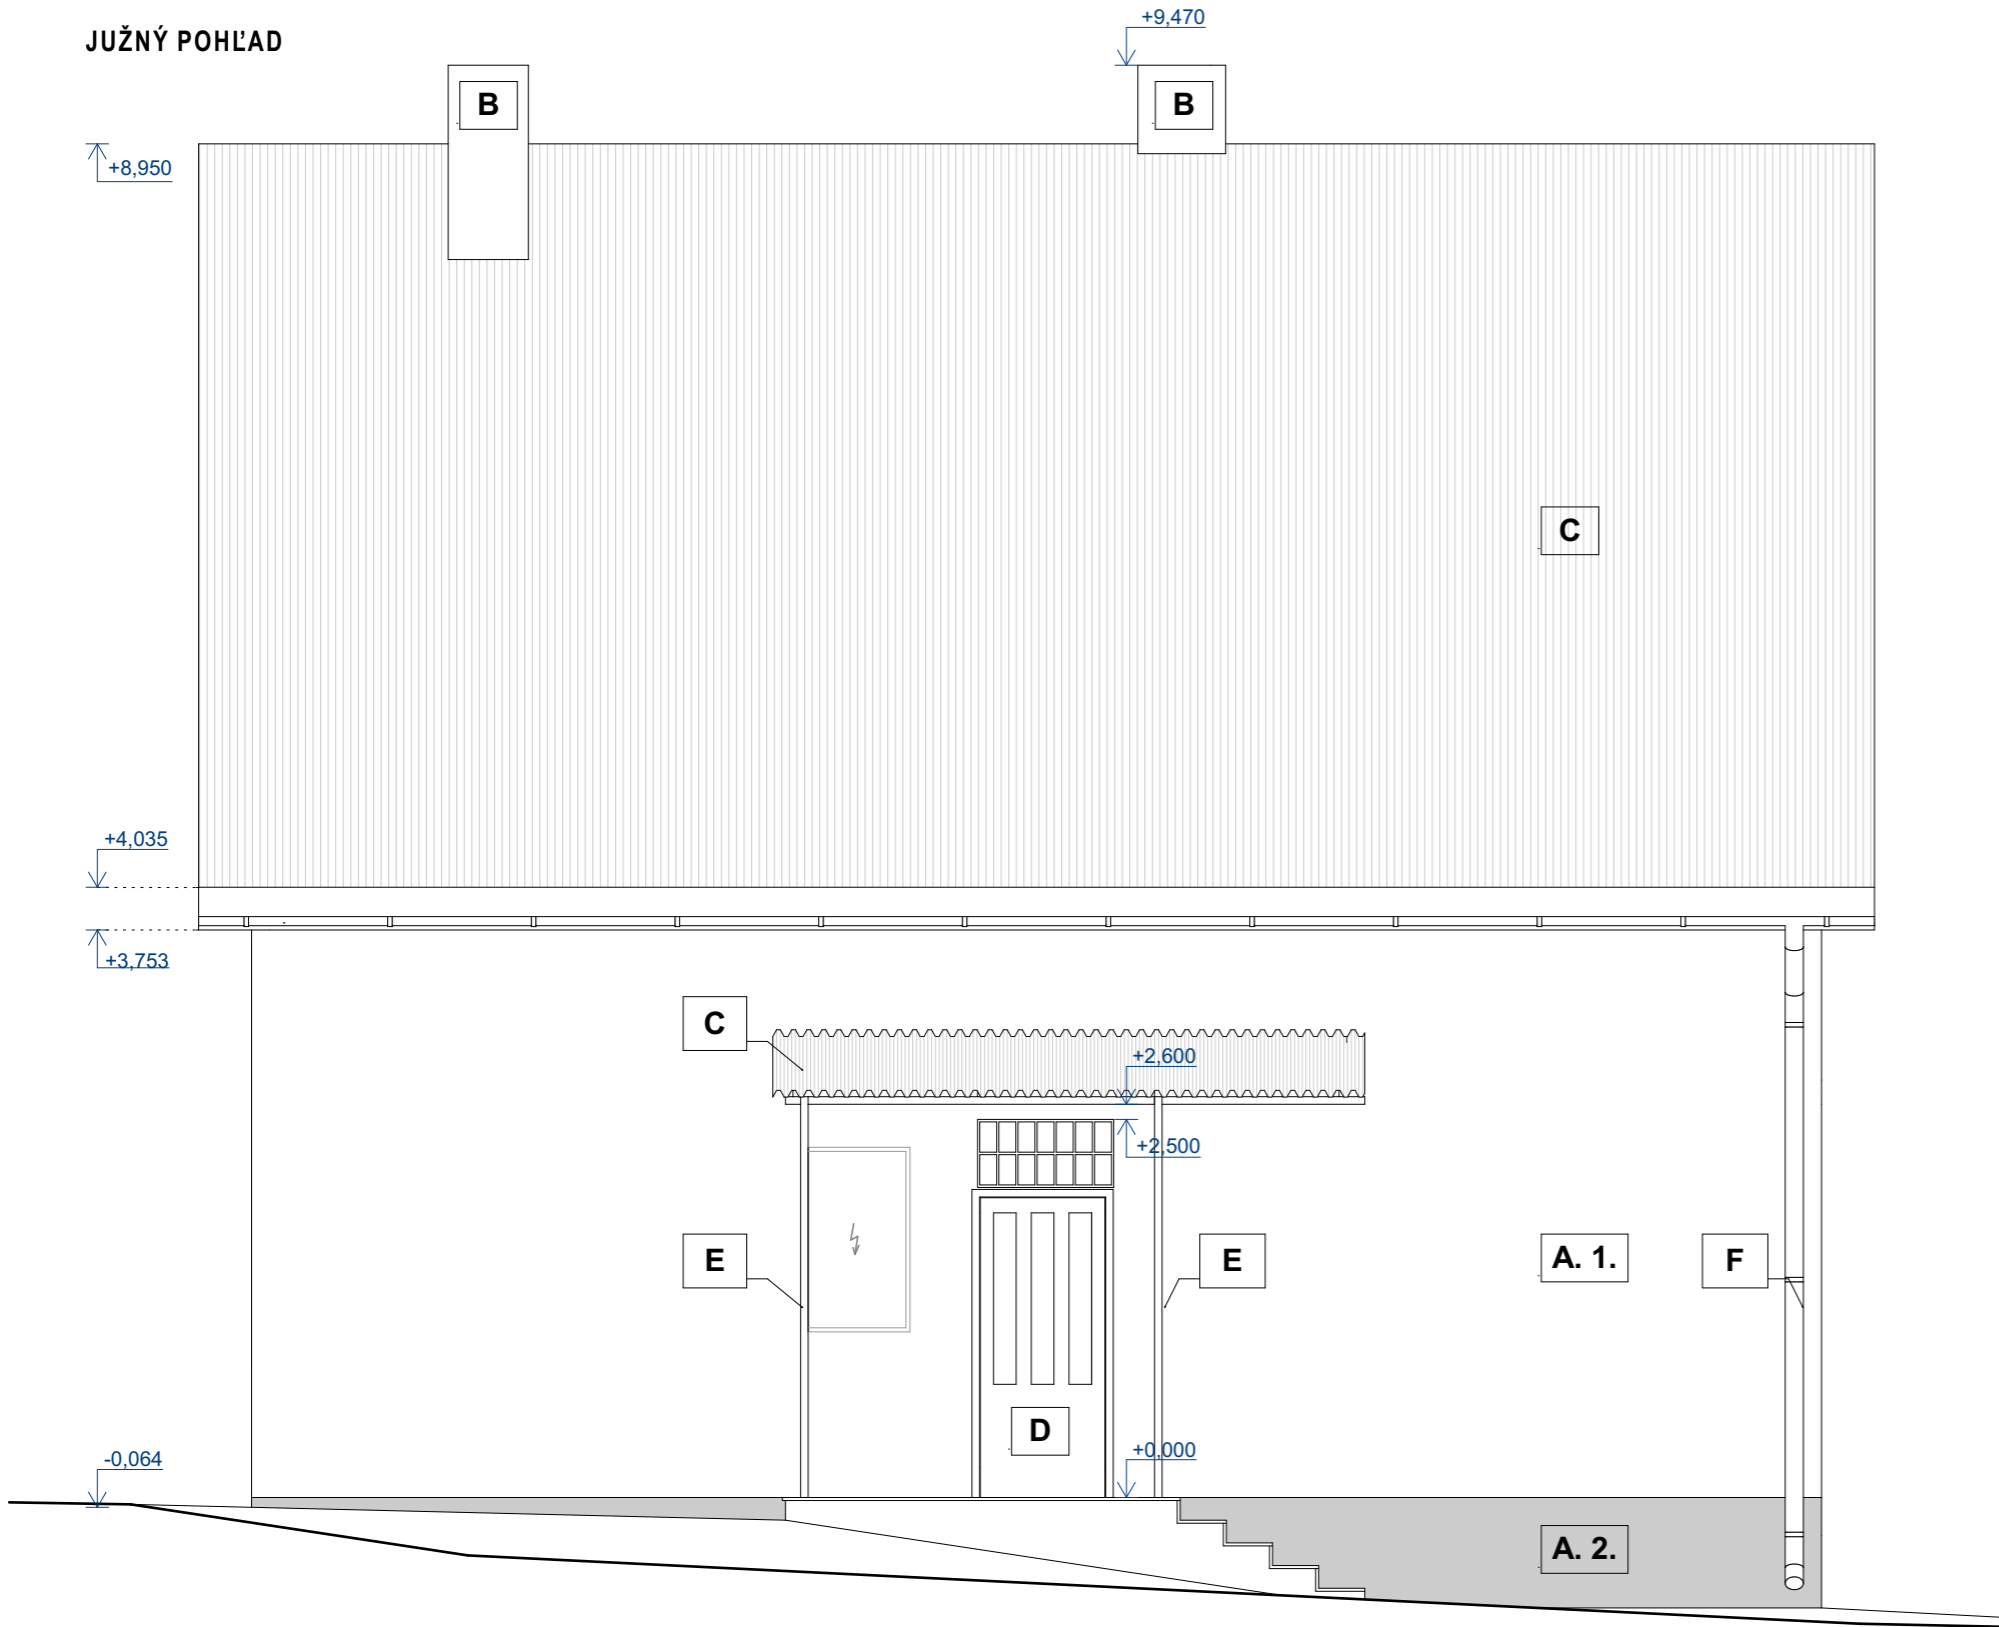 +9,470
JUŽNÝ POHĽAD
B
B
+8,950
C
+4,035
+3,753
C
+2,600
+2,500
E
E
A. 1.
F
D
-0,064
+0,000
A. 2.